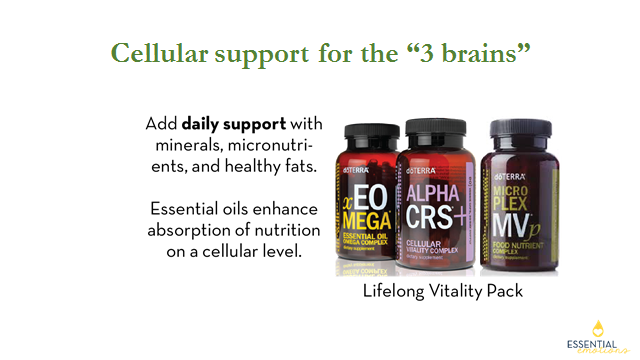 Cellular support for the “3 brains”
Add daily support with
minerals, micronutri-
ents, and healthy fats.
Essential oils enhance
absorption of nutrition
on a cellular level.
dōTERRA
xEO
MEGA
ESSENTIAL OIL
OMEGA COMPLEX
dietary supplement
dōTERRA
ALPHA
CRS+
CELLULAR
VITALITY COMPLEX
dietary supplement
dōTERRA
MICRO
PLEX
MVp
FOOD NUTRIENT
COMPLEX
dietary supplement
Lifelong Vitality Pack
ESSENTIAL
emotions